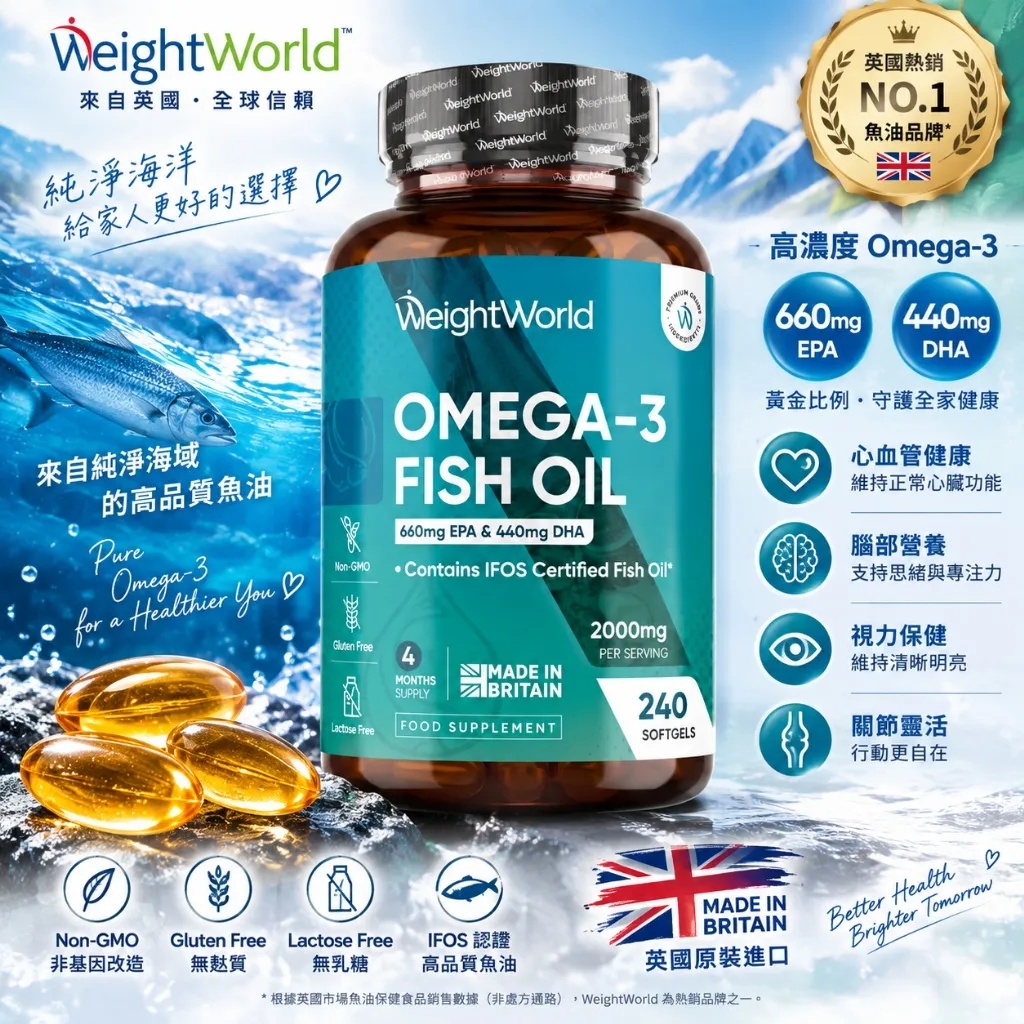 WeightWorld™
來自英國・全球信賴
純淨海洋
給家人更好的選擇
英國熱銷
NO.1
魚油品牌*
WeightWorld
WeightWorld
WeightWorld
WeightWorld
WeightWorld
高濃度 Omega-3
660mg
EPA
440mg
DHA
黃金比例・守護全家健康
心血管健康
維持正常心臟功能
腦部營養
支持思緒與專注力
視力保健
維持清晰明亮
關節靈活
行動更自在
來自純淨海域
的高品質魚油
Pure
Omega-3
for a Healthier You
WeightWorld
OMEGA-3
FISH OIL
660mg EPA & 440mg DHA
• Contains IFOS Certified Fish Oil*
Non-GMO
Gluten Free
Lactose Free
2000mg
PER SERVING
4
MONTHS
SUPPLY
MADE IN
BRITAIN
FOOD SUPPLEMENT
240
SOFTGELS
Non-GMO
非基因改造
Gluten Free
無麩質
Lactose Free
無乳糖
IFOS 認證
高品質魚油
MADE IN
BRITAIN
英國原裝進口
Better Health
Brighter Tomorrow
* 根據英國市場魚油保健食品銷售數據（非處方通路），WeightWorld 為熱銷品牌之一。